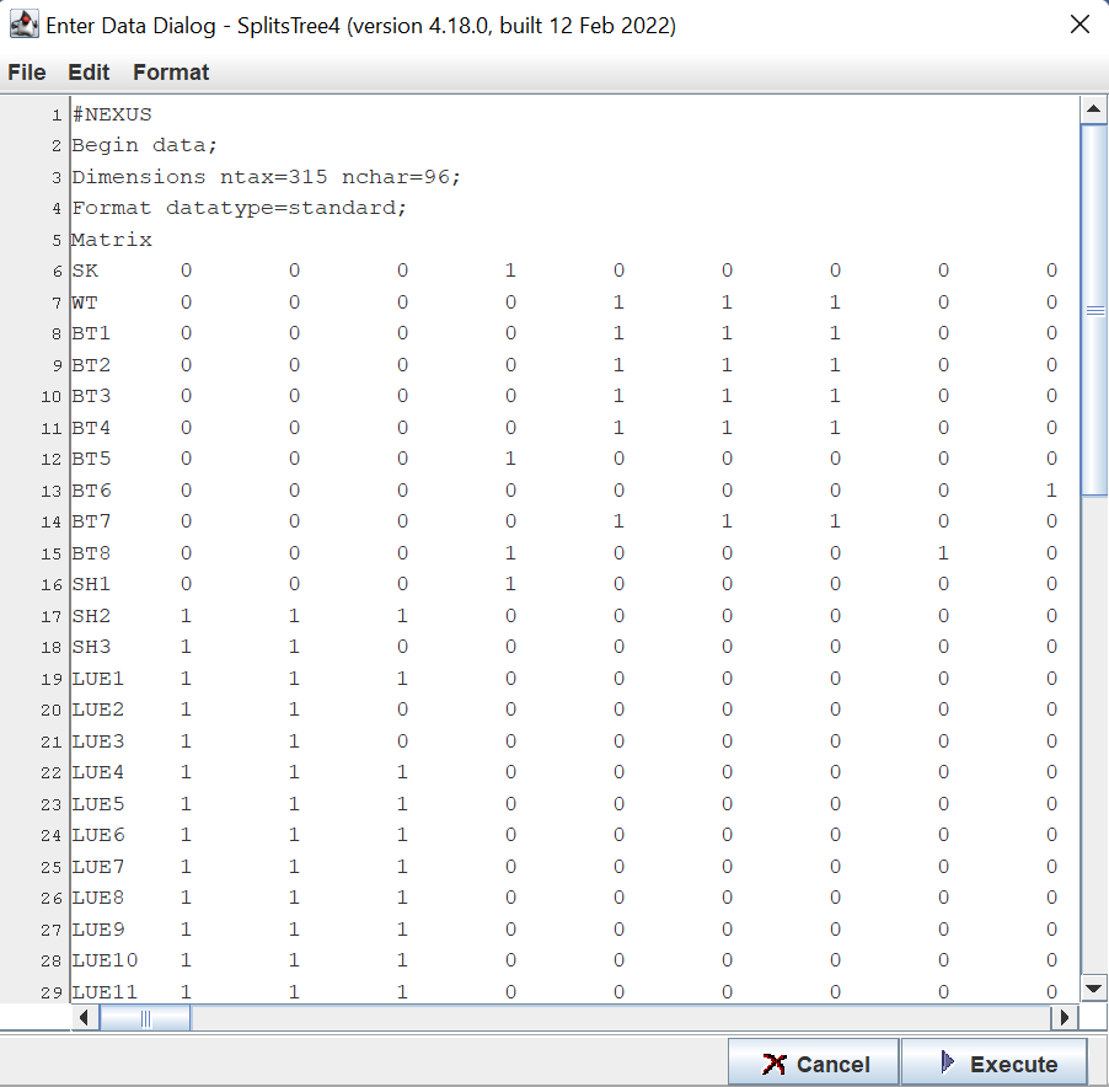 Enter Data Dialog - SplitsTree4 (version 4.18.0, built 12 Feb 2022)
File Edit Format
1 #NEXUS
2 Begin data;
3 Dimensions ntax=315 nchar=96;
4 Format datatype=standard;
5 Matrix
6 SK 0 0 0 1 0 0 0 0 0
7 WT 0 0 0 0 1 1 1 0 0
8 BT1 0 0 0 0 1 1 1 0 0
9 BT2 0 0 0 0 1 1 1 0 0
10 BT3 0 0 0 0 1 1 1 0 0
11 BT4 0 0 0 0 1 1 1 0 0
12 BT5 0 0 0 1 0 0 0 0 0
13 BT6 0 0 0 0 0 0 0 0 1
14 BT7 0 0 0 0 1 1 1 0 0
15 BT8 0 0 0 1 0 0 0 1 0
16 SH1 0 0 0 1 0 0 0 0 0
17 SH2 1 1 1 0 0 0 0 0 0
18 SH3 1 1 0 0 0 0 0 0 0
19 LUE1 1 1 1 0 0 0 0 0 0
20 LUE2 1 1 0 0 0 0 0 0 0
21 LUE3 1 1 0 0 0 0 0 0 0
22 LUE4 1 1 1 0 0 0 0 0 0
23 LUE5 1 1 1 0 0 0 0 0 0
24 LUE6 1 1 1 0 0 0 0 0 0
25 LUE7 1 1 1 0 0 0 0 0 0
26 LUE8 1 1 1 0 0 0 0 0 0
27 LUE9 1 1 1 0 0 0 0 0 0
28 LUE10 1 1 1 0 0 0 0 0 0
29 LUE11 1 1 1 0 0 0 0 0 0
Cancel Execute